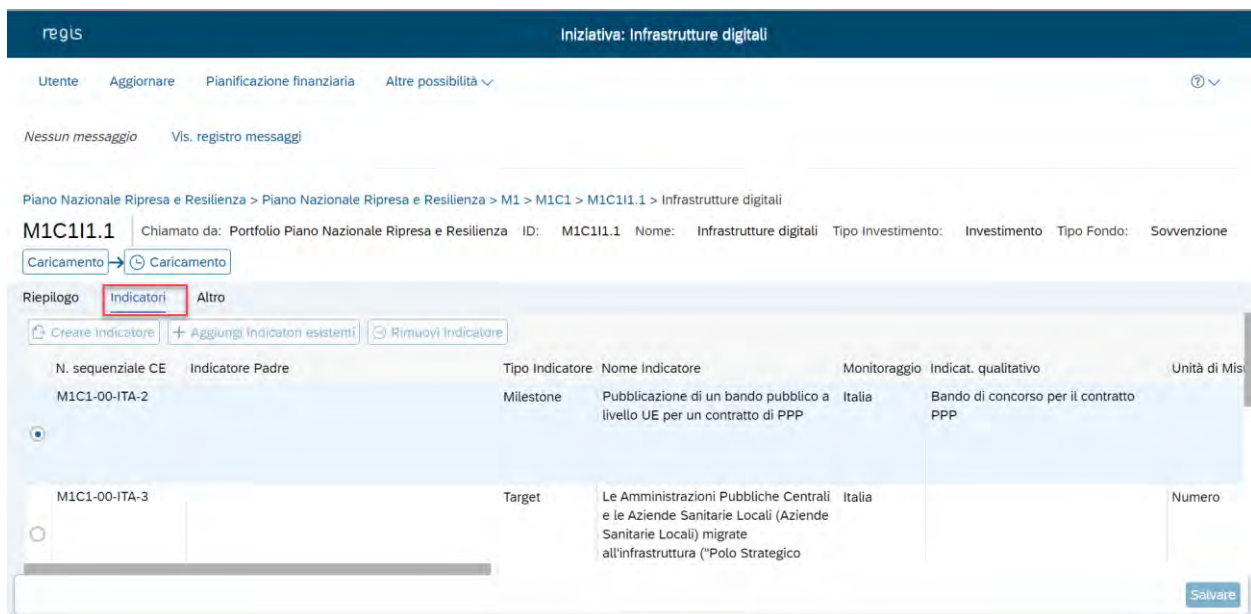 regis
Iniziativa: Infrastrutture digitali
Utente Aggiornare Pianificazione finanziaria Altre possibilità
Nessun messaggio Vis. registro messaggi
Piano Nazionale Ripresa e Resilienza > Piano Nazionale Ripresa e Resilienza > M1 > M1C1 > M1C1I1.1 > Infrastrutture digitali
M1C1I1.1 Chiamato da: Portfolio Piano Nazionale Ripresa e Resilienza ID: M1C1I1.1 Nome: Infrastrutture digitali Tipo Investimento: Investimento Tipo Fondo: Sovvenzione
Caricamento → Caricamento
Riepilogo Indicatori Altro
Creare Indicatore + Aggiungi Indicatori esistenti Rimuovi Indicatore
N. sequenziale CE Indicatore Padre Tipo Indicatore Nome Indicatore Monitoraggio Indicat. qualitativo Unità di Mis
M1C1-00-ITA-2 Milestone Pubblicazione di un bando pubblico a Italia Bando di concorso per il contratto
livello UE per un contratto di PPP PPP
M1C1-00-ITA-3 Target Le Amministrazioni Pubbliche Centrali Italia Numero
e le Aziende Sanitarie Locali (Aziende
Sanitarie Locali) migrate
all'infrastruttura ("Polo Strategico
Salvare